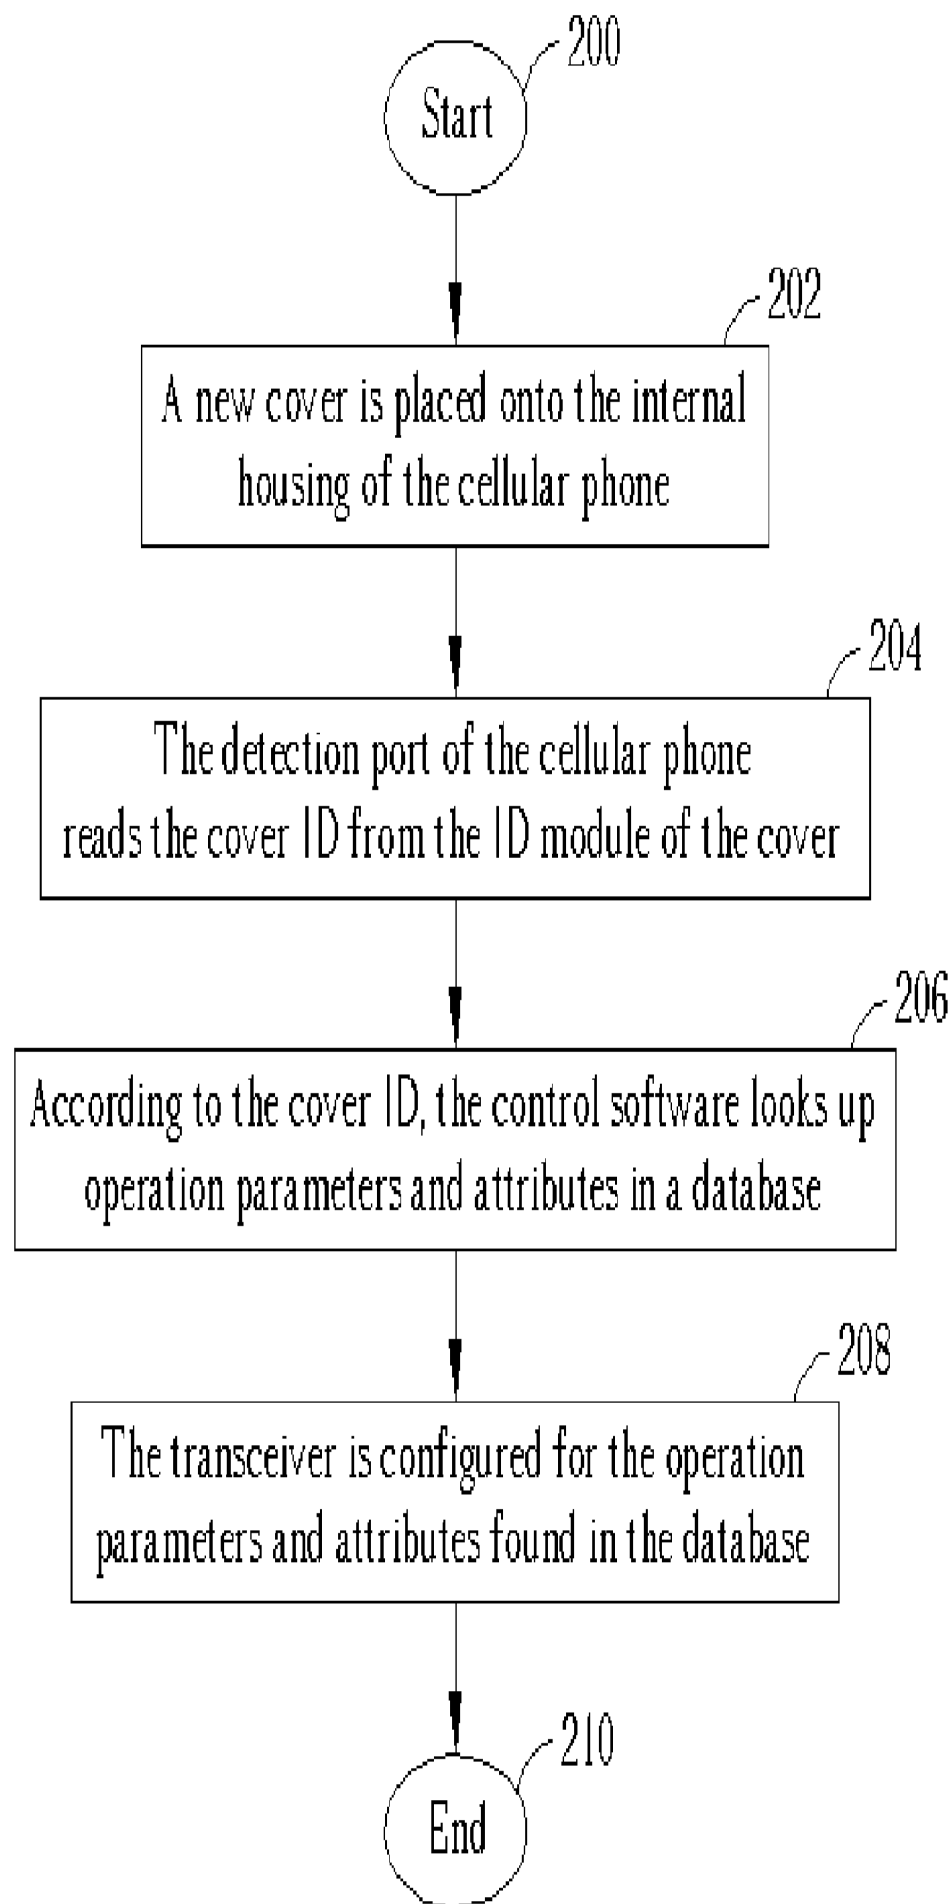 200
Start
202
A new cover is placed onto the internal
housing of the cellular phone
204
The detection port of the cellular phone
reads the cover ID from the ID module of the cover
206
According to the cover ID, the control software looks up
operation parameters and attributes in a database
208
The transceiver is configured for the operation
parameters and attributes found in the database
210
End